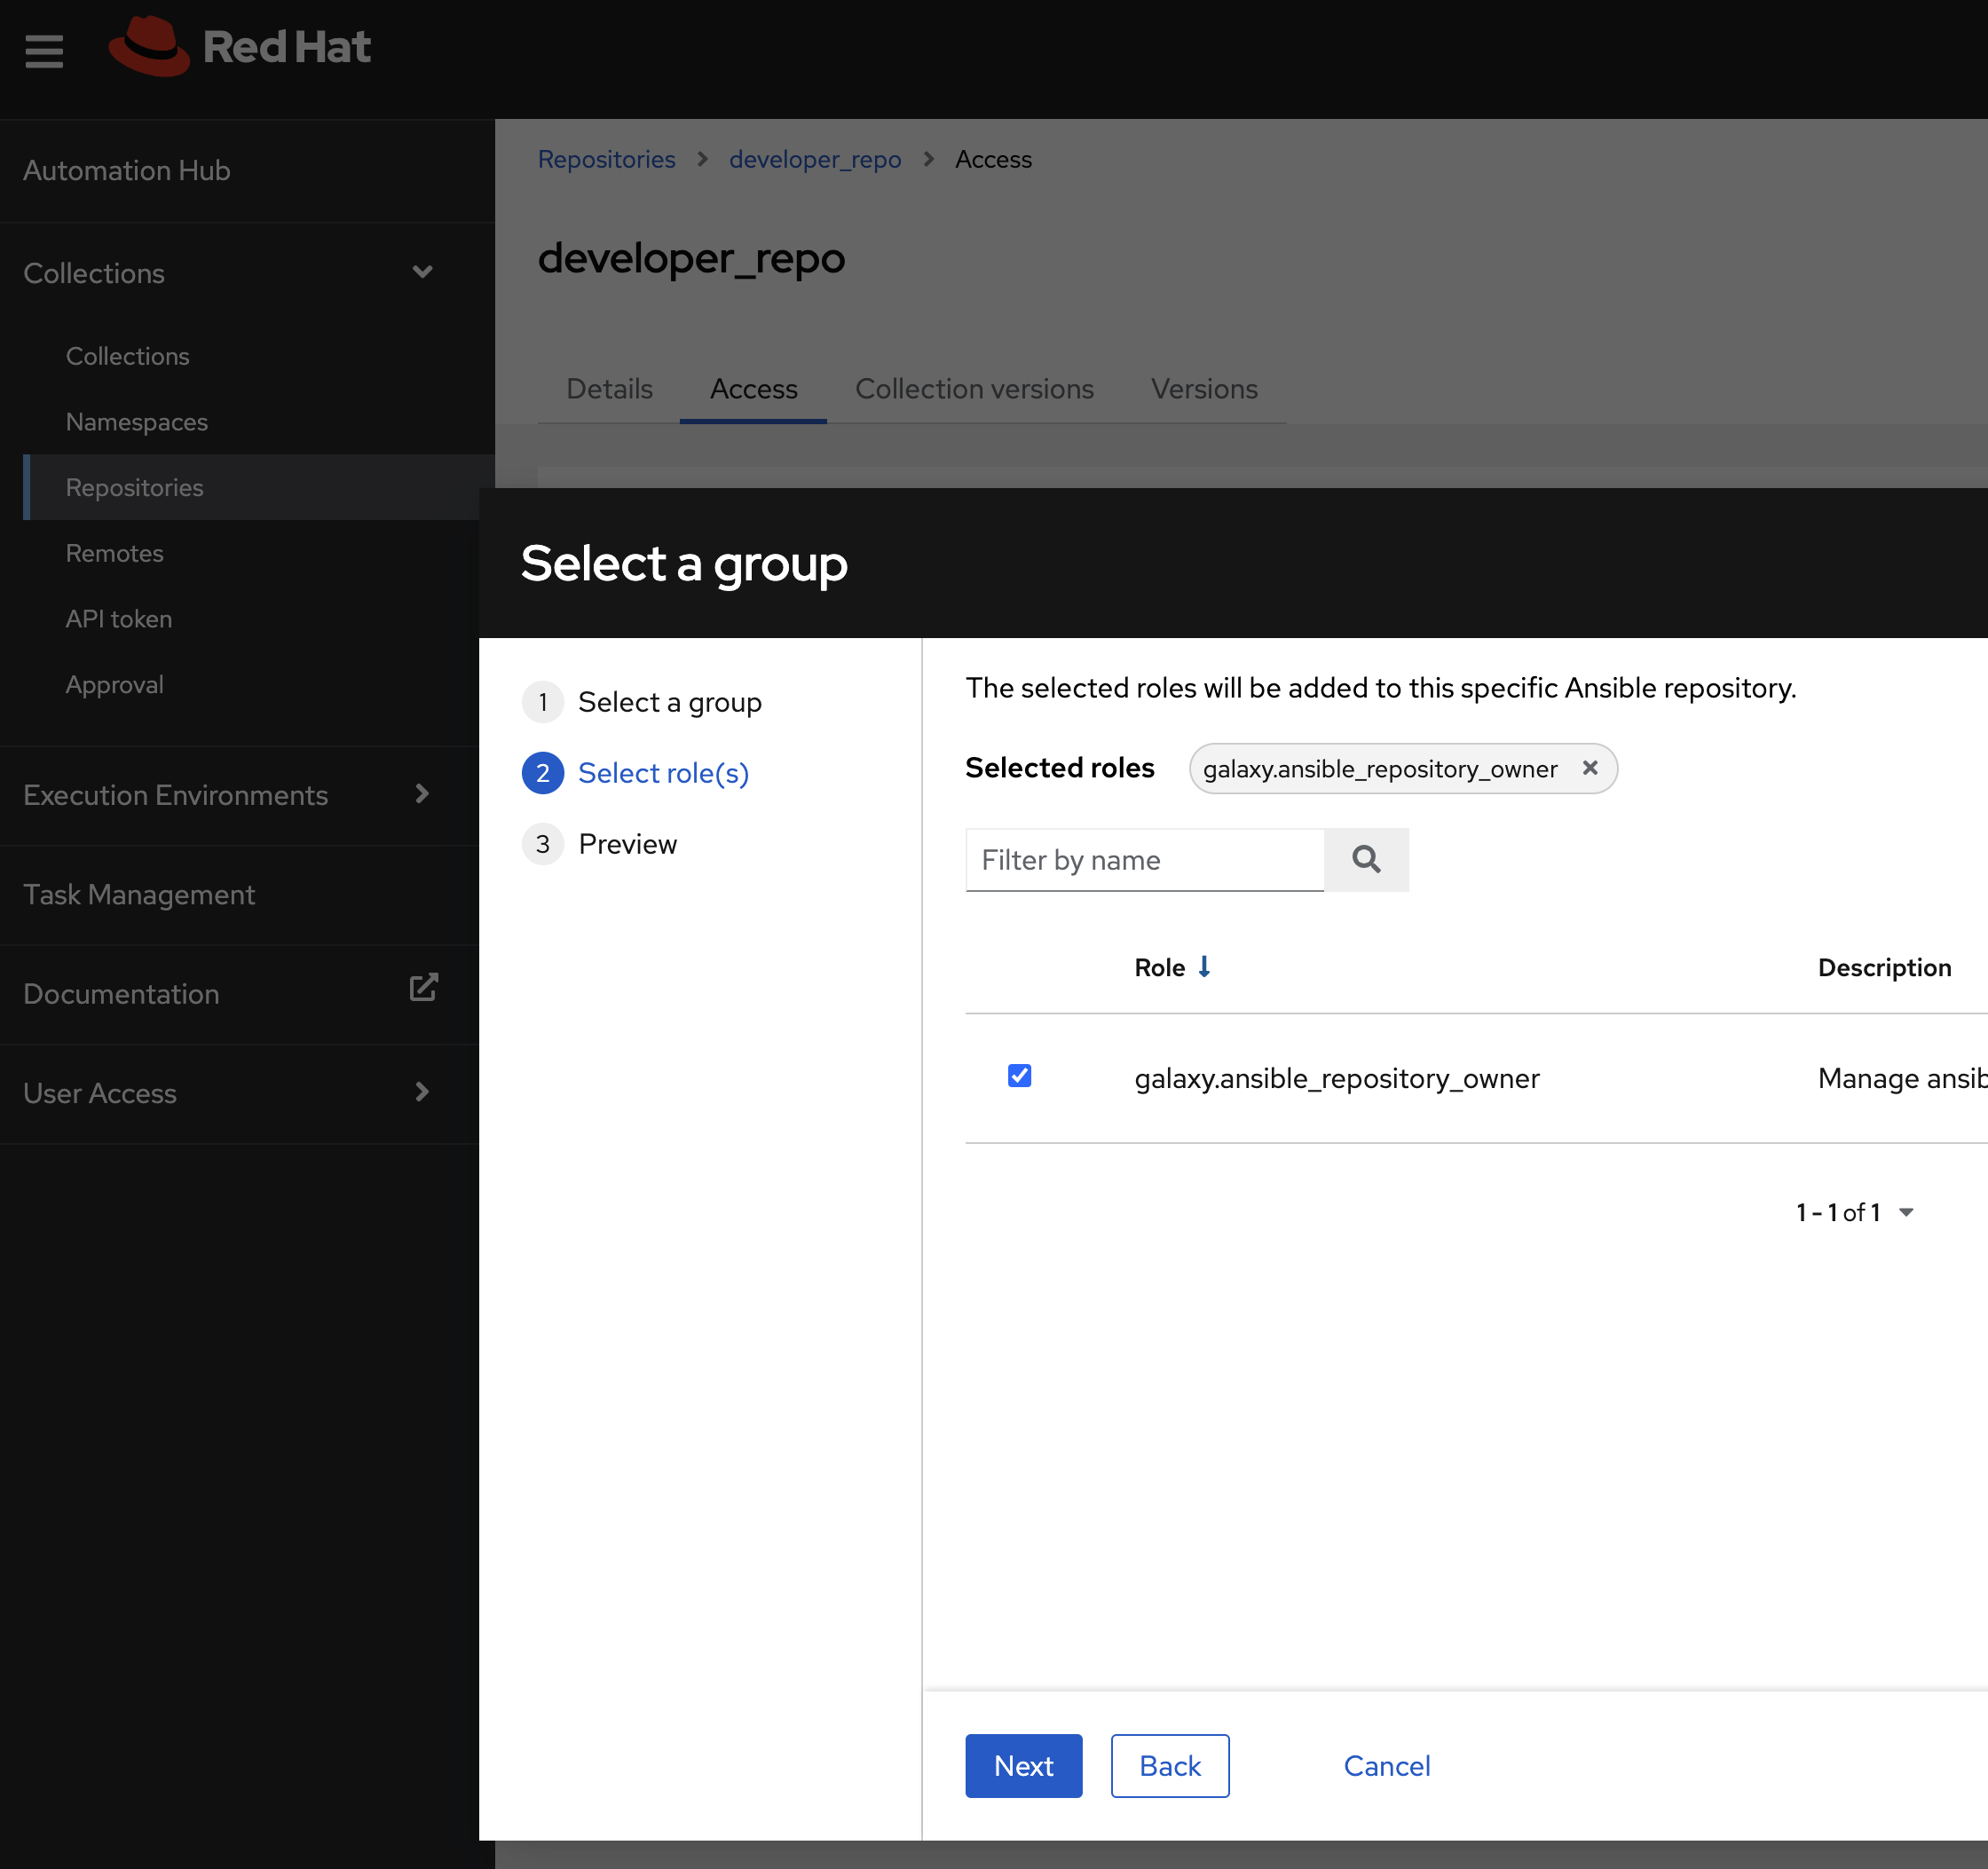 Red Hat
Automation Hub
Collections
Collections
Namespaces
Repositories
Remotes
API token
Approval
Execution Environments
Task Management
Documentation
User Access
Repositories > developer_repo > Access
developer_repo
Details Access Collection versions Versions
Select a group
1 Select a group
2 Select role(s)
3 Preview
The selected roles will be added to this specific Ansible repository.
Selected roles galaxy.ansible_repository_owner
Filter by name
Role Description
galaxy.ansible_repository_owner Manage ansib
1 - 1 of 1
Next Back Cancel